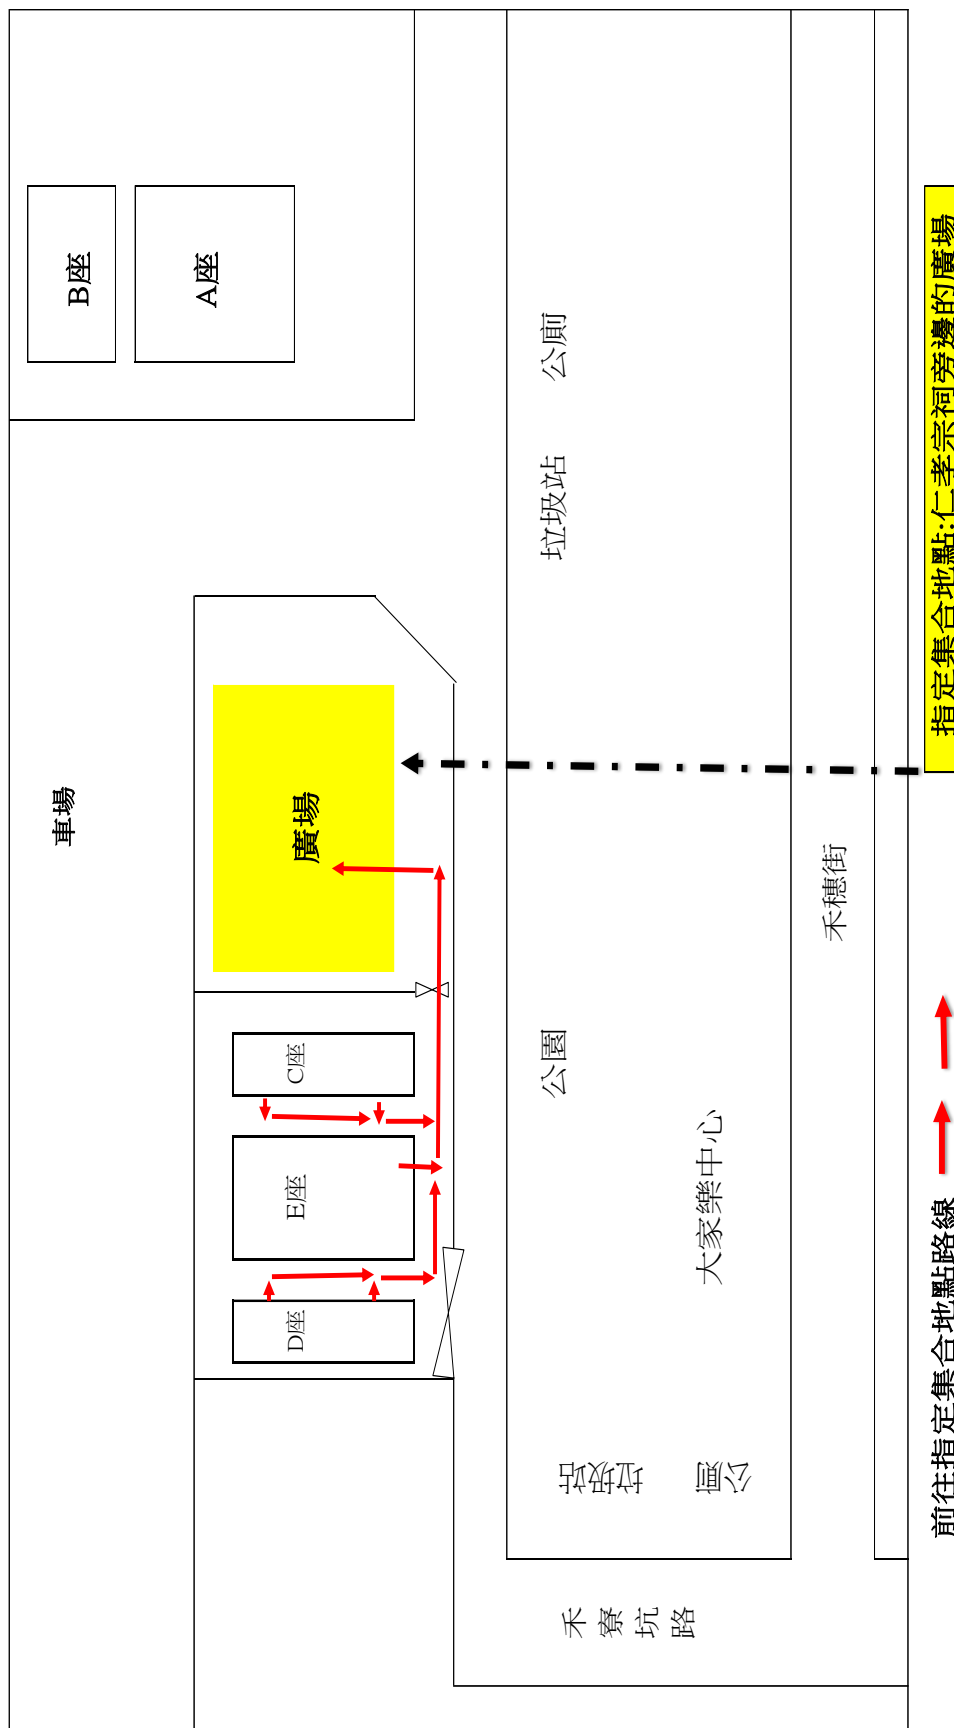 B座
A座
車場
廣場
C座
E座
D座
公廁
垃圾站
公園
大家樂中心
垃圾站
公廁
禾穗街
禾寮坑路
指定集合地點:仁孝宗祠旁邊的廣場
前往指定集合地點路線